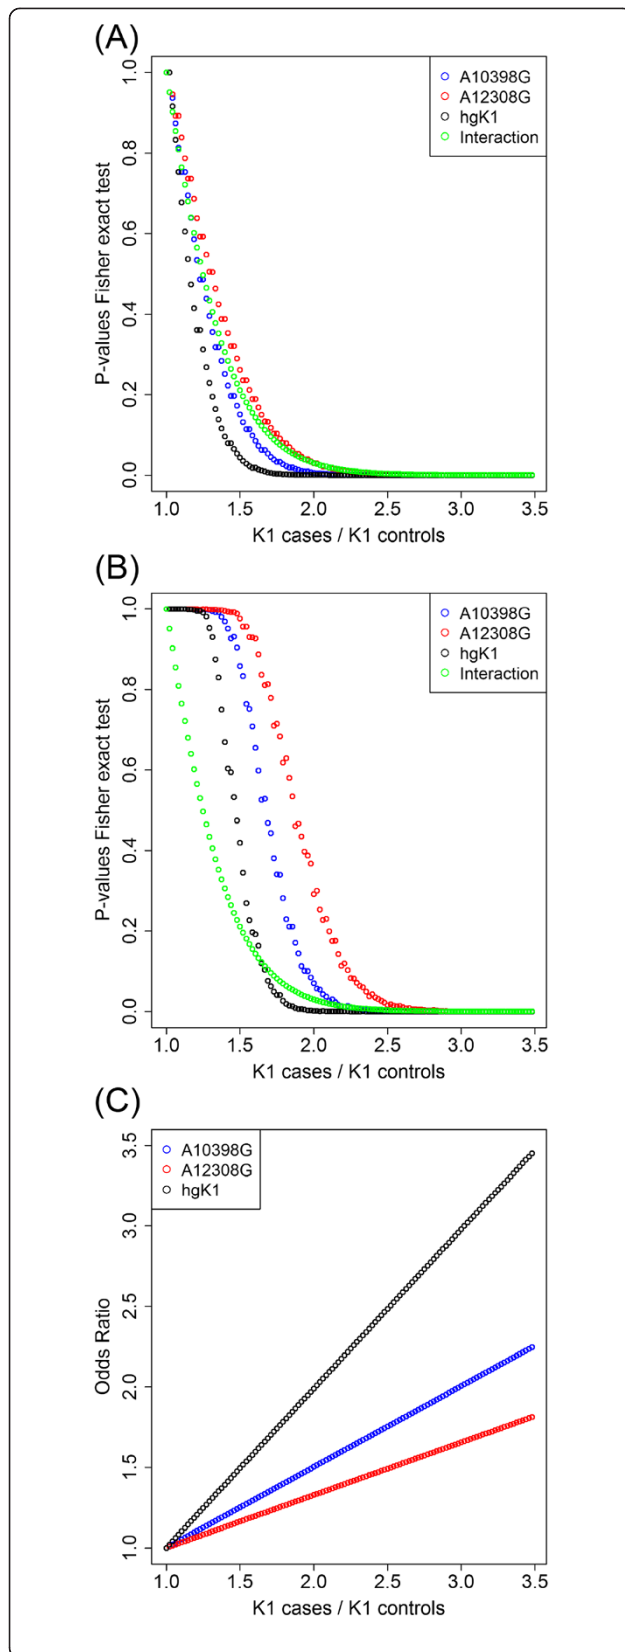 (A)
P-values Fisher exact test
0.0 0.2 0.4 0.6 0.8 1.0
A10398G
A12308G
hgK1
Interaction
1.0 1.5 2.0 2.5 3.0 3.5
K1 cases / K1 controls
(B)
P-values Fisher exact test
0.0 0.2 0.4 0.6 0.8 1.0
A10398G
A12308G
hgK1
Interaction
1.0 1.5 2.0 2.5 3.0 3.5
K1 cases / K1 controls
(C)
Odds Ratio
1.0 1.5 2.0 2.5 3.0 3.5
A10398G
A12308G
hgK1
1.0 1.5 2.0 2.5 3.0 3.5
K1 cases / K1 controls